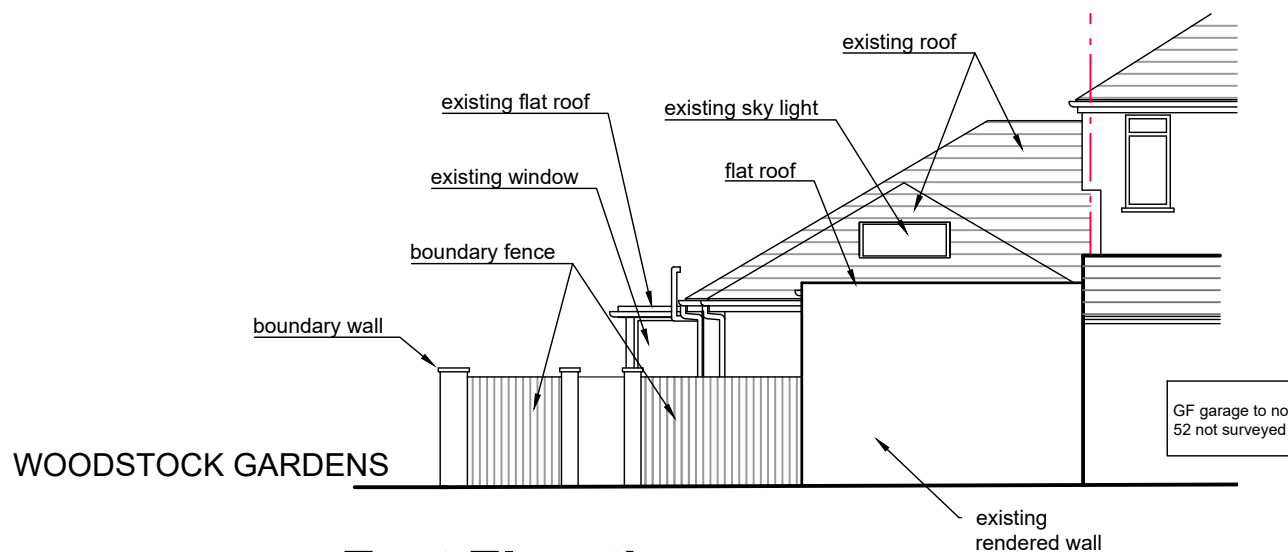 existing roof
existing flat roof
existing sky light
existing window
flat roof
boundary fence
boundary wall
GF garage to no
52 not surveyed
WOODSTOCK GARDENS
existing
rendered wall